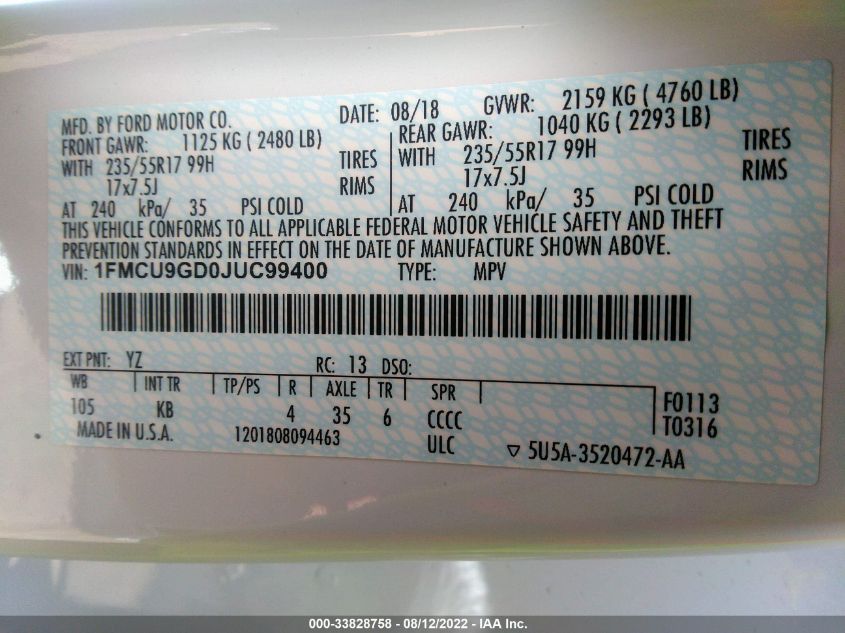 MFD. BY FORD MOTOR CO. DATE: 08/18 GVWR: 2159 KG ( 4760 LB)
FRONT GAWR: 1125 KG ( 2480 LB) REAR GAWR: 1040 KG ( 2293 LB)
WITH 235/55R17 99H TIRES WITH 235/55R17 99H TIRES
17x7.5J RIMS 17x7.5J RIMS
AT 240 kPa/ 35 PSI COLD AT 240 kPa/ 35 PSI COLD
THIS VEHICLE CONFORMS TO ALL APPLICABLE FEDERAL MOTOR VEHICLE SAFETY AND THEFT
PREVENTION STANDARDS IN EFFECT ON THE DATE OF MANUFACTURE SHOWN ABOVE.
VIN: 1FMCU9GD0JUC99400 TYPE: MPV
EXT PNT: YZ RC: 13 DSO:
WB INT TR TP/PS R AXLE TR SPR
105 KB 4 35 6 CCCC
F0113
T0316
MADE IN U.S.A. 1201808094463 ULC ▽ 5U5A-3520472-AA
000-33828758 - 08/12/2022 - IAA Inc.